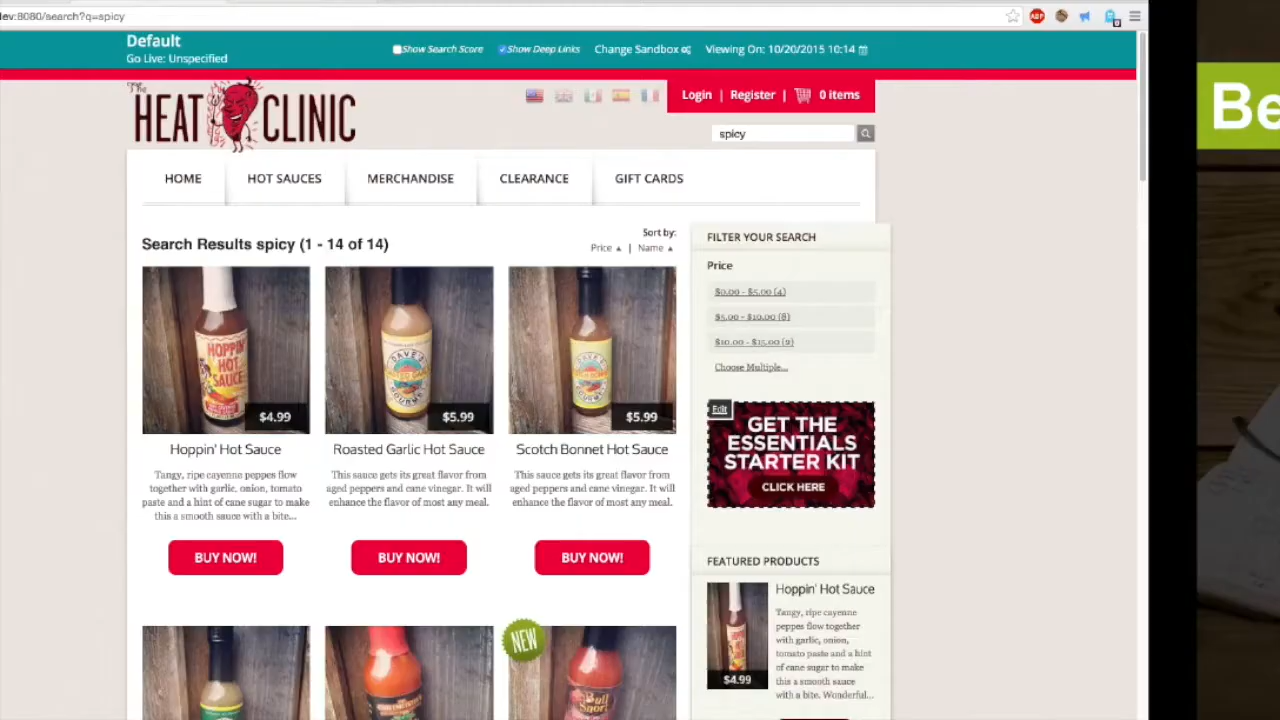 lev:8080/search?q=spicy
ABP
Default
Go Live: Unspecified
Show Search Score
Show Deep Links
Change Sandbox
Viewing On: 10/20/2015 10:14
The
HEAT CLINIC
Login | Register | 0 items
spicy
Be
HOME
HOT SAUCES
MERCHANDISE
CLEARANCE
GIFT CARDS
Search Results spicy (1 - 14 of 14)
Sort by:
Price ▲ | Name ▲
FILTER YOUR SEARCH
Price
$0.00 - $5.00 (4)
$5.00 - $10.00 (8)
$10.00 - $15.00 (2)
Choose Multiple...
HOPPIN'
HOT
SAUCE
DAVE'S
GOURMET
DAVE'S
$4.99
$5.99
$5.99
Hoppin' Hot Sauce
Roasted Garlic Hot Sauce
Scotch Bonnet Hot Sauce
Tangy, ripe cayenne peppes flow
together with garlic, onion, tomato
paste and a hint of cane sugar to make
this a smooth sauce with a bite...
This sauce gets its great flavor from
aged peppers and cane vinegar. It will
enhance the flavor of most any meal.
This sauce gets its great flavor from
aged peppers and cane vinegar. It will
enhance the flavor of most any meal.
BUY NOW!
BUY NOW!
BUY NOW!
Edit
GET THE
ESSENTIALS
STARTER KIT
CLICK HERE
FEATURED PRODUCTS
Hoppin' Hot Sauce
Tangy, ripe cayenne
peppes flow together
with garlic, onion,
tomato paste and a hint
of cane sugar to make
this a smooth sauce
with a bite. Wonderful...
$4.99
NEW
Bull
Snort